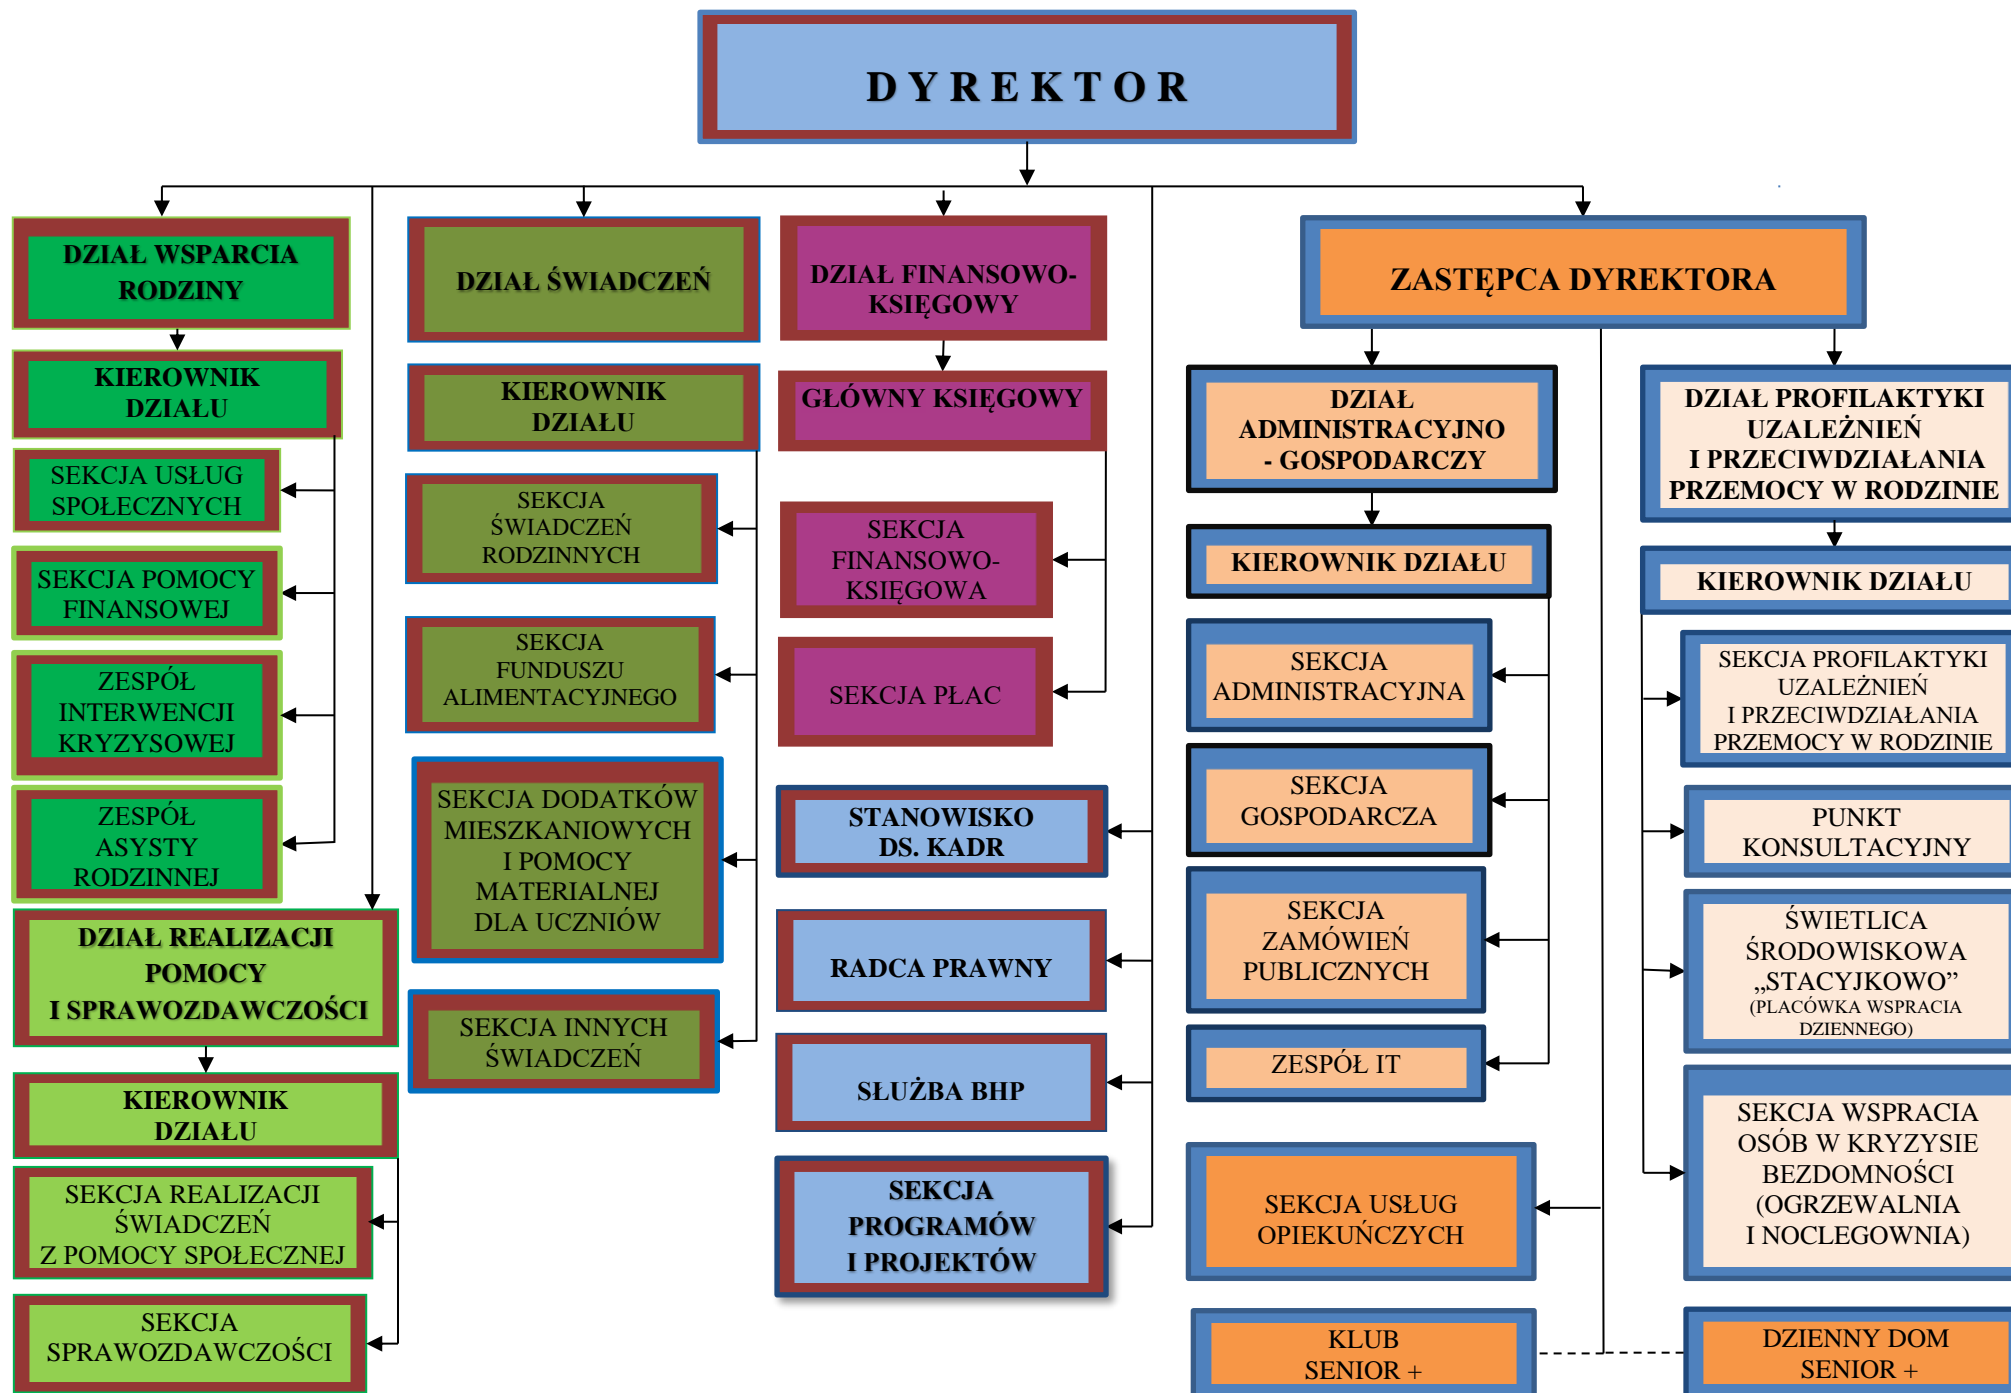 D Y R E K T O R
DZIAŁ WSPARCIA
RODZINY
KIEROWNIK
DZIAŁU
SEKCJA USŁUG
SPOŁECZNYCH
SEKCJA POMOCY
FINANSOWEJ
ZESPÓŁ
INTERWENCJI
KRYZYSOWEJ
ZESPÓŁ
ASYSTY
RODZINNEJ
DZIAŁ REALIZACJI
POMOCY
I SPRAWOZDAWCZOŚCI
KIEROWNIK
DZIAŁU
SEKCJA REALIZACJI
ŚWIADCZEŃ
Z POMOCY SPOŁECZNEJ
SEKCJA
SPRAWOZDAWCZOŚCI
DZIAŁ ŚWIADCZEŃ
KIEROWNIK
DZIAŁU
SEKCJA
ŚWIADCZEŃ
RODZINNYCH
SEKCJA
FUNDUSZU
ALIMENTACYJNEGO
SEKCJA DODATKÓW
MIESZKANIOWYCH
I POMOCY
MATERIALNEJ
DLA UCZNIÓW
SEKCJA INNYCH
ŚWIADCZEŃ
DZIAŁ FINANSOWO-
KSIĘGOWY
GŁÓWNY KSIĘGOWY
SEKCJA
FINANSOWO-
KSIĘGOWA
SEKCJA PŁAC
STANOWISKO
DS. KADR
RADCA PRAWNY
SŁUŻBA BHP
SEKCJA
PROGRAMÓW
I PROJEKTÓW
ZASTĘPCA DYREKTORA
DZIAŁ
ADMINISTRACYJNO
- GOSPODARCZY
KIEROWNIK DZIAŁU
SEKCJA
ADMINISTRACYJNA
SEKCJA
GOSPODARCZA
SEKCJA
ZAMÓWIEŃ
PUBLICZNYCH
ZESPÓŁ IT
SEKCJA USŁUG
OPIEKUŃCZYCH
KLUB
SENIOR +
DZIAŁ PROFILAKTYKI
UZALEŻNIEŃ
I PRZECIWDZIAŁANIA
PRZEMOCY W RODZINIE
KIEROWNIK DZIAŁU
SEKCJA PROFILAKTYKI
UZALEŻNIEŃ
I PRZECIWDZIAŁANIA
PRZEMOCY W RODZINIE
PUNKT
KONSULTACYJNY
ŚWIETLICA
ŚRODOWISKOWA
„STACYJKOWO”
(PLACÓWKA WSPRACIA
DZIENNEGO)
SEKCJA WSPRACIA
OSÓB W KRYZYSIE
BEZDOMNOŚCI
(OGRZEWALNIA
I NOCLEGOWNIA)
DZIENNY DOM
SENIOR +